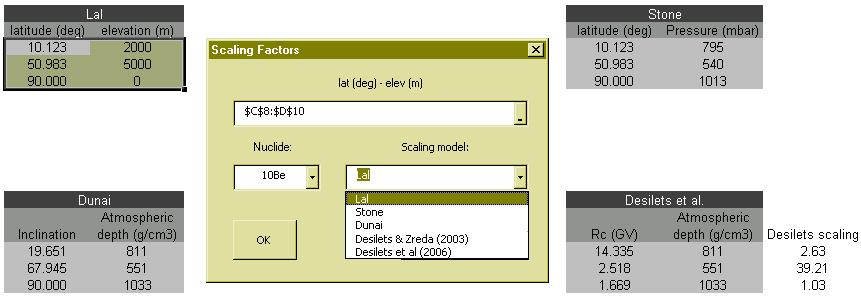 Lal
latitude (deg) elevation (m)
10.123 2000
50.983 5000
90.000 0
Scaling Factors
lat (deg) - elev (m)
$C$8:$D$10
Nuclide:
Scaling model:
10Be
Lal
Lal
Stone
Dunai
Desilets & Zreda (2003)
Desilets et al (2006)
OK
Stone
latitude (deg) Pressure (mbar)
10.123 795
50.983 540
90.000 1013
Dunai
Atmospheric
Inclination depth (g/cm3)
19.651 811
67.945 551
90.000 1033
Desilets et al.
Atmospheric
Rc (GV) depth (g/cm3) Desilets scaling
14.335 811 2.63
2.518 551 39.21
1.669 1033 1.03